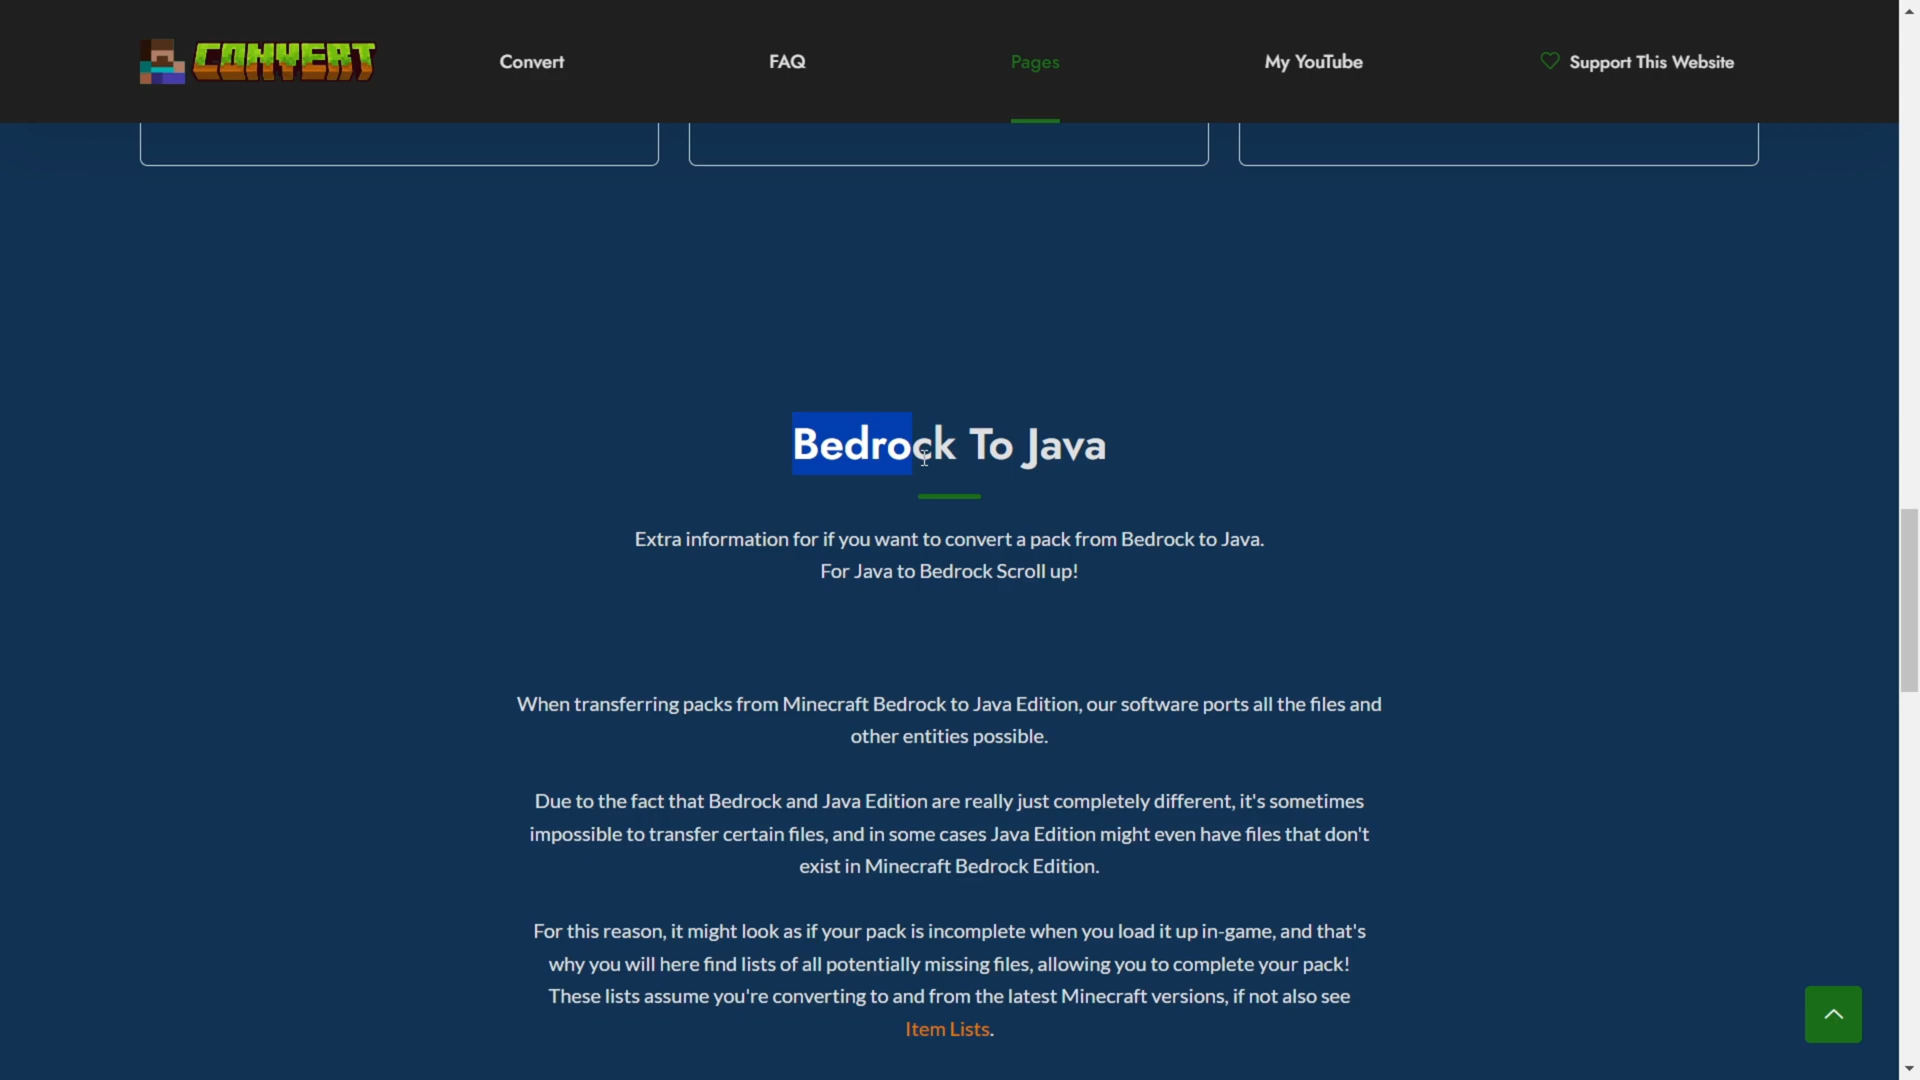 CONVERT
Convert
FAQ
Pages
My YouTube
Support This Website
Bedrock To Java
Extra information for if you want to convert a pack from Bedrock to Java.
For Java to Bedrock Scroll up!
When transferring packs from Minecraft Bedrock to Java Edition, our software ports all the files and
other entities possible.
Due to the fact that Bedrock and Java Edition are really just completely different, it's sometimes
impossible to transfer certain files, and in some cases Java Edition might even have files that don't
exist in Minecraft Bedrock Edition.
For this reason, it might look as if your pack is incomplete when you load it up in-game, and that's
why you will here find lists of all potentially missing files, allowing you to complete your pack!
These lists assume you're converting to and from the latest Minecraft versions, if not also see
Item Lists.